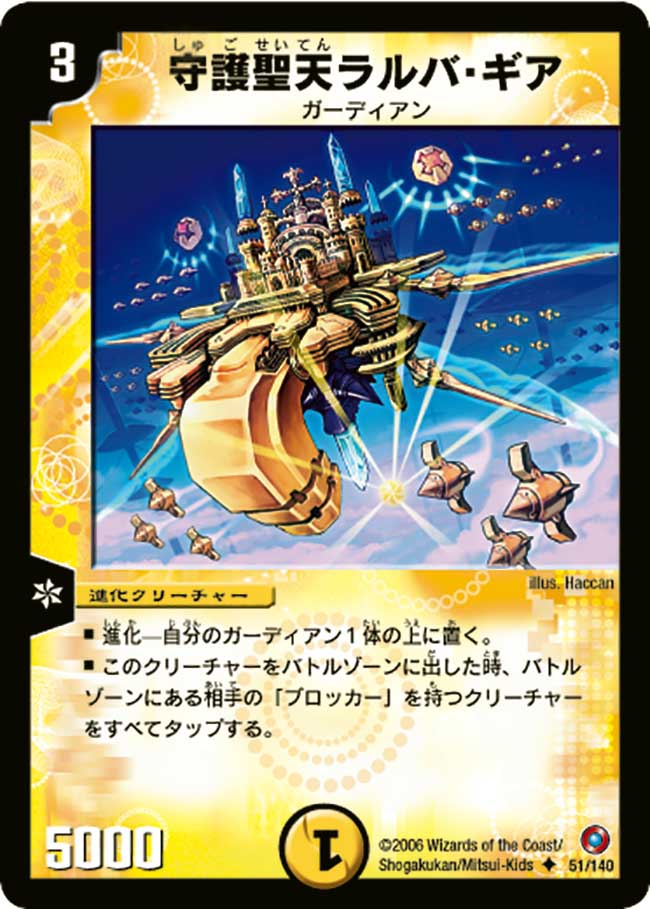 3
しゅごせいてん
守護聖天ラルバ・ギア
ガーディアン
illus. Haccan
進化クリーチャー
■ 進化—自分のガーディアン1体の上に置く。
■ このクリーチャーをバトルゾーンに出した時、バトル
ゾーンにある相手の「ブロッカー」を持つクリーチャー
をすべてタップする。
5000
1
©2006 Wizards of the Coast/
Shogakukan/Mitsui-Kids 51/140